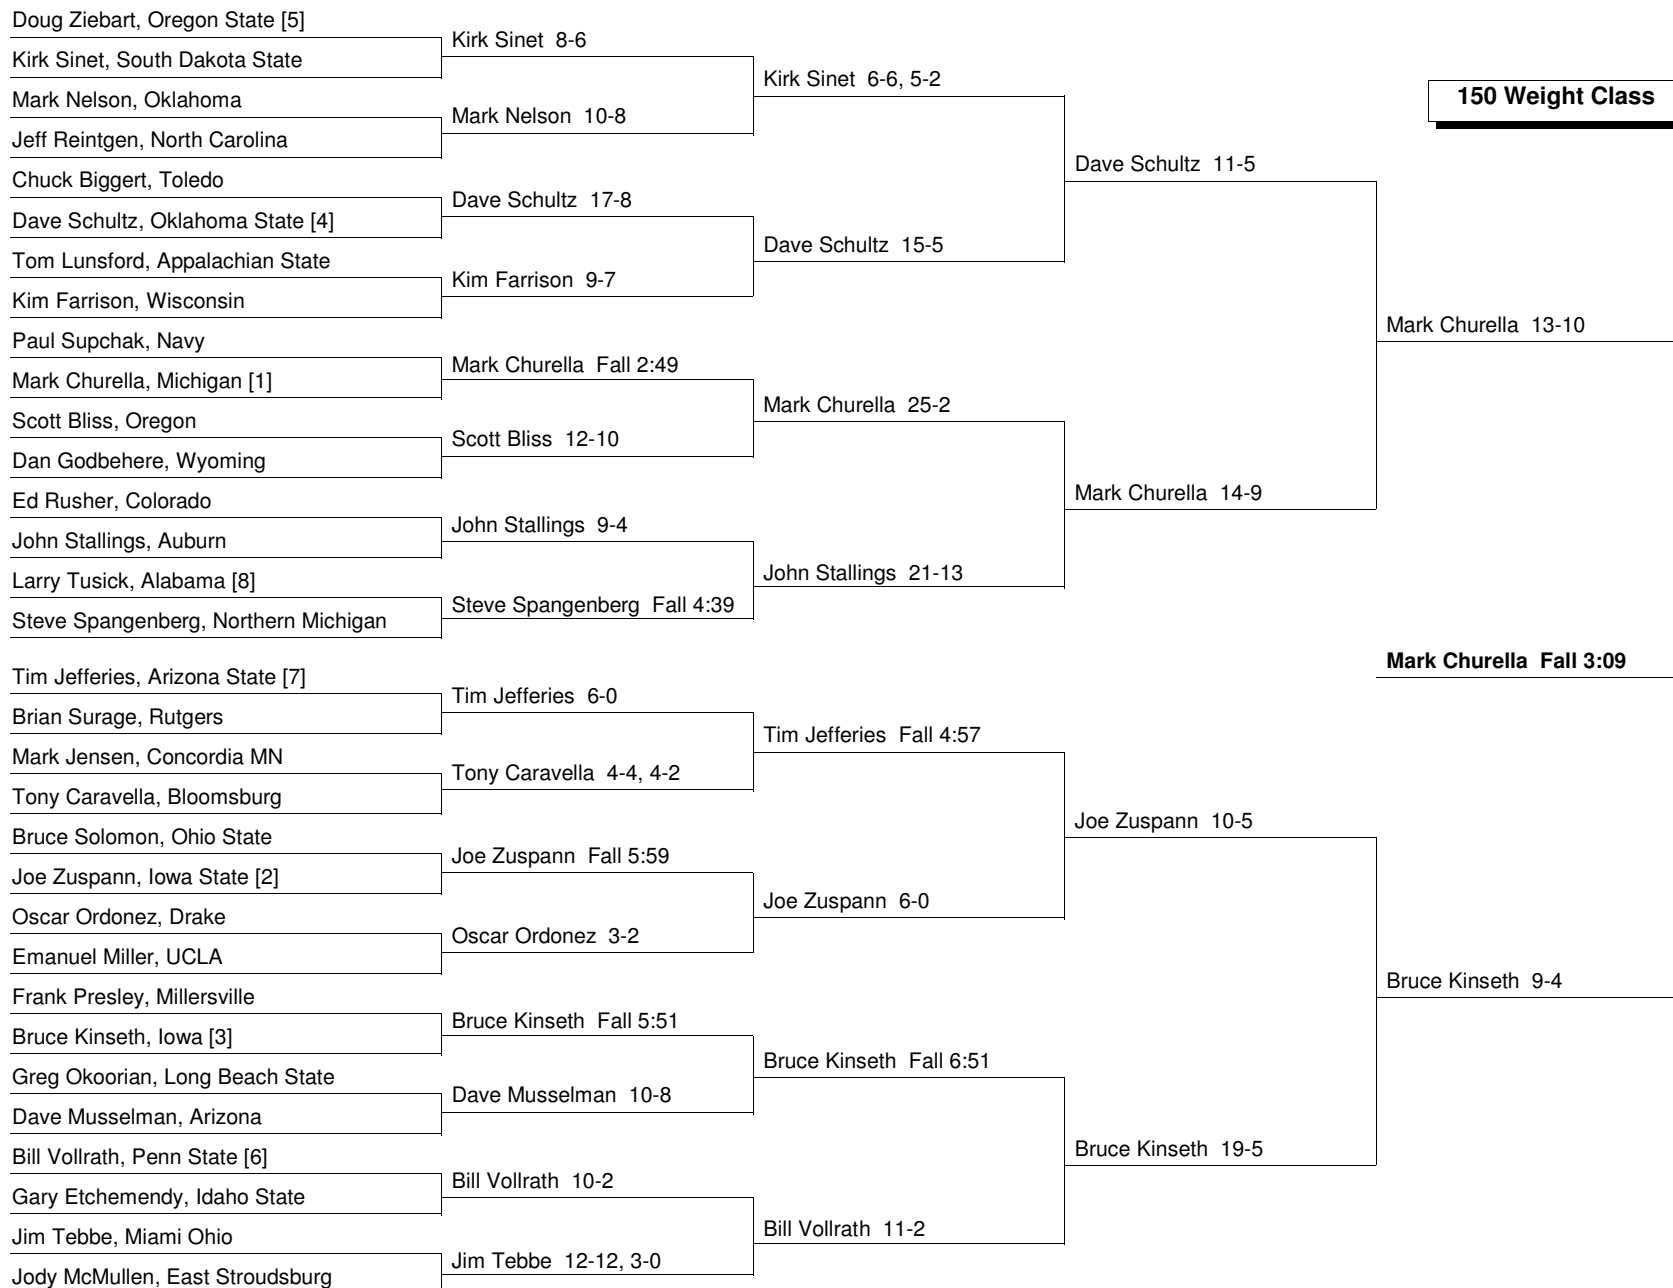 Doug Ziebart, Oregon State [5]
Kirk Sinet, South Dakota State
Mark Nelson, Oklahoma
Jeff Reintgen, North Carolina
Chuck Biggert, Toledo
Dave Schultz, Oklahoma State [4]
Tom Lunsford, Appalachian State
Kim Farrison, Wisconsin
Paul Supchak, Navy
Mark Churella, Michigan [1]
Scott Bliss, Oregon
Dan Godbehere, Wyoming
Ed Rusher, Colorado
John Stallings, Auburn
Larry Tusick, Alabama [8]
Steve Spangenberg, Northern Michigan
Tim Jefferies, Arizona State [7]
Brian Surage, Rutgers
Mark Jensen, Concordia MN
Tony Caravella, Bloomsburg
Bruce Solomon, Ohio State
Joe Zuspann, Iowa State [2]
Oscar Ordonez, Drake
Emanuel Miller, UCLA
Frank Presley, Millersville
Bruce Kinseth, Iowa [3]
Greg Okoorian, Long Beach State
Dave Musselman, Arizona
Bill Vollrath, Penn State [6]
Gary Etchemendy, Idaho State
Jim Tebbe, Miami Ohio
Jody McMullen, East Stroudsburg
Kirk Sinet 8-6
Mark Nelson 10-8
Dave Schultz 17-8
Kim Farrison 9-7
Mark Churella Fall 2:49
Scott Bliss 12-10
John Stallings 9-4
Steve Spangenberg Fall 4:39
Tim Jefferies 6-0
Tony Caravella 4-4, 4-2
Joe Zuspann Fall 5:59
Oscar Ordonez 3-2
Bruce Kinseth Fall 5:51
Dave Musselman 10-8
Bill Vollrath 10-2
Jim Tebbe 12-12, 3-0
Kirk Sinet 6-6, 5-2
Dave Schultz 15-5
Mark Churella 25-2
John Stallings 21-13
Tim Jefferies Fall 4:57
Joe Zuspann 6-0
Bruce Kinseth Fall 6:51
Bill Vollrath 11-2
Dave Schultz 11-5
Mark Churella 14-9
Joe Zuspann 10-5
Bruce Kinseth 19-5
150 Weight Class
Mark Churella 13-10
Mark Churella Fall 3:09
Bruce Kinseth 9-4